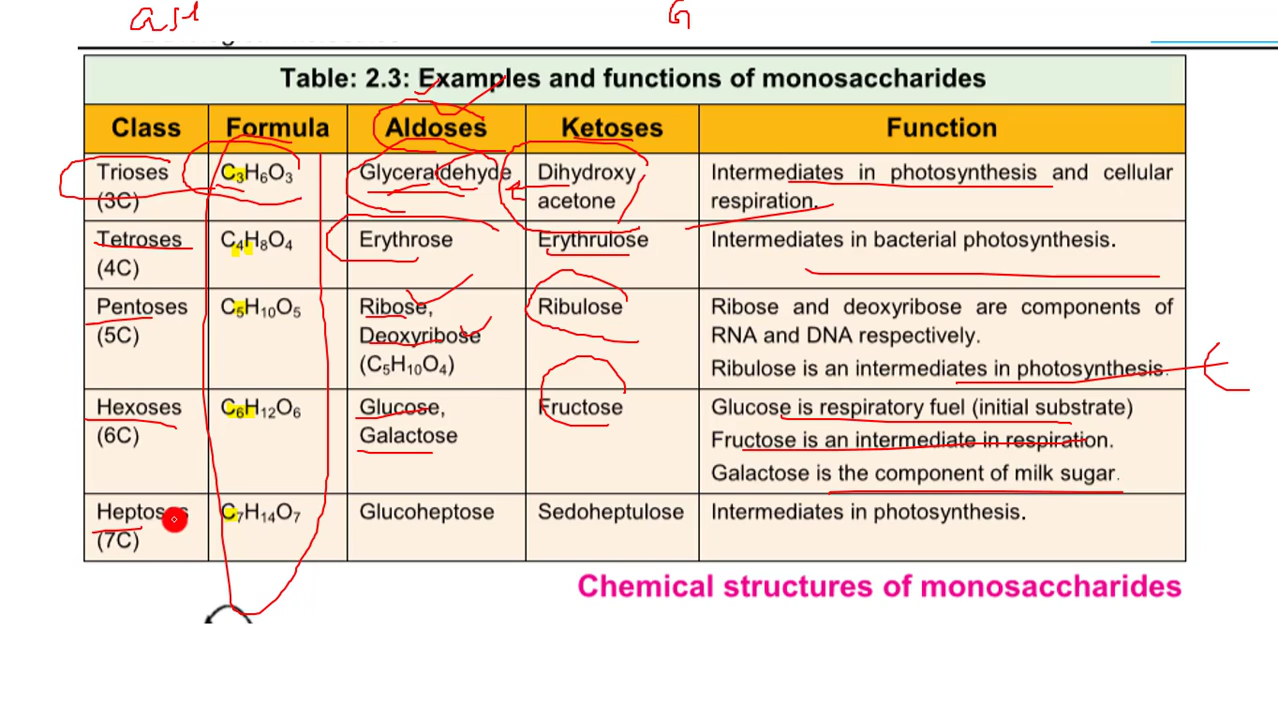 Table: 2.3: Examples and functions of monosaccharides
Class Formula Aldoses Ketoses Function
Trioses (3C) C₃H₆O₃ Glyceraldehyde Dihydroxy acetone Intermediates in photosynthesis and cellular respiration.
Tetroses (4C) C₄H₈O₄ Erythrose Erythrulose Intermediates in bacterial photosynthesis.
Pentoses (5C) C₅H₁₀O₅ Ribose, Deoxyribose (C₅H₁₀O₄) Ribulose Ribose and deoxyribose are components of RNA and DNA respectively.
Ribulose is an intermediates in photosynthesis.
Hexoses (6C) C₆H₁₂O₆ Glucose, Galactose Fructose Glucose is respiratory fuel (initial substrate)
Fructose is an intermediate in respiration.
Galactose is the component of milk sugar.
Heptoses (7C) C₇H₁₄O₇ Glucoheptose Sedoheptulose Intermediates in photosynthesis.
Chemical structures of monosaccharides